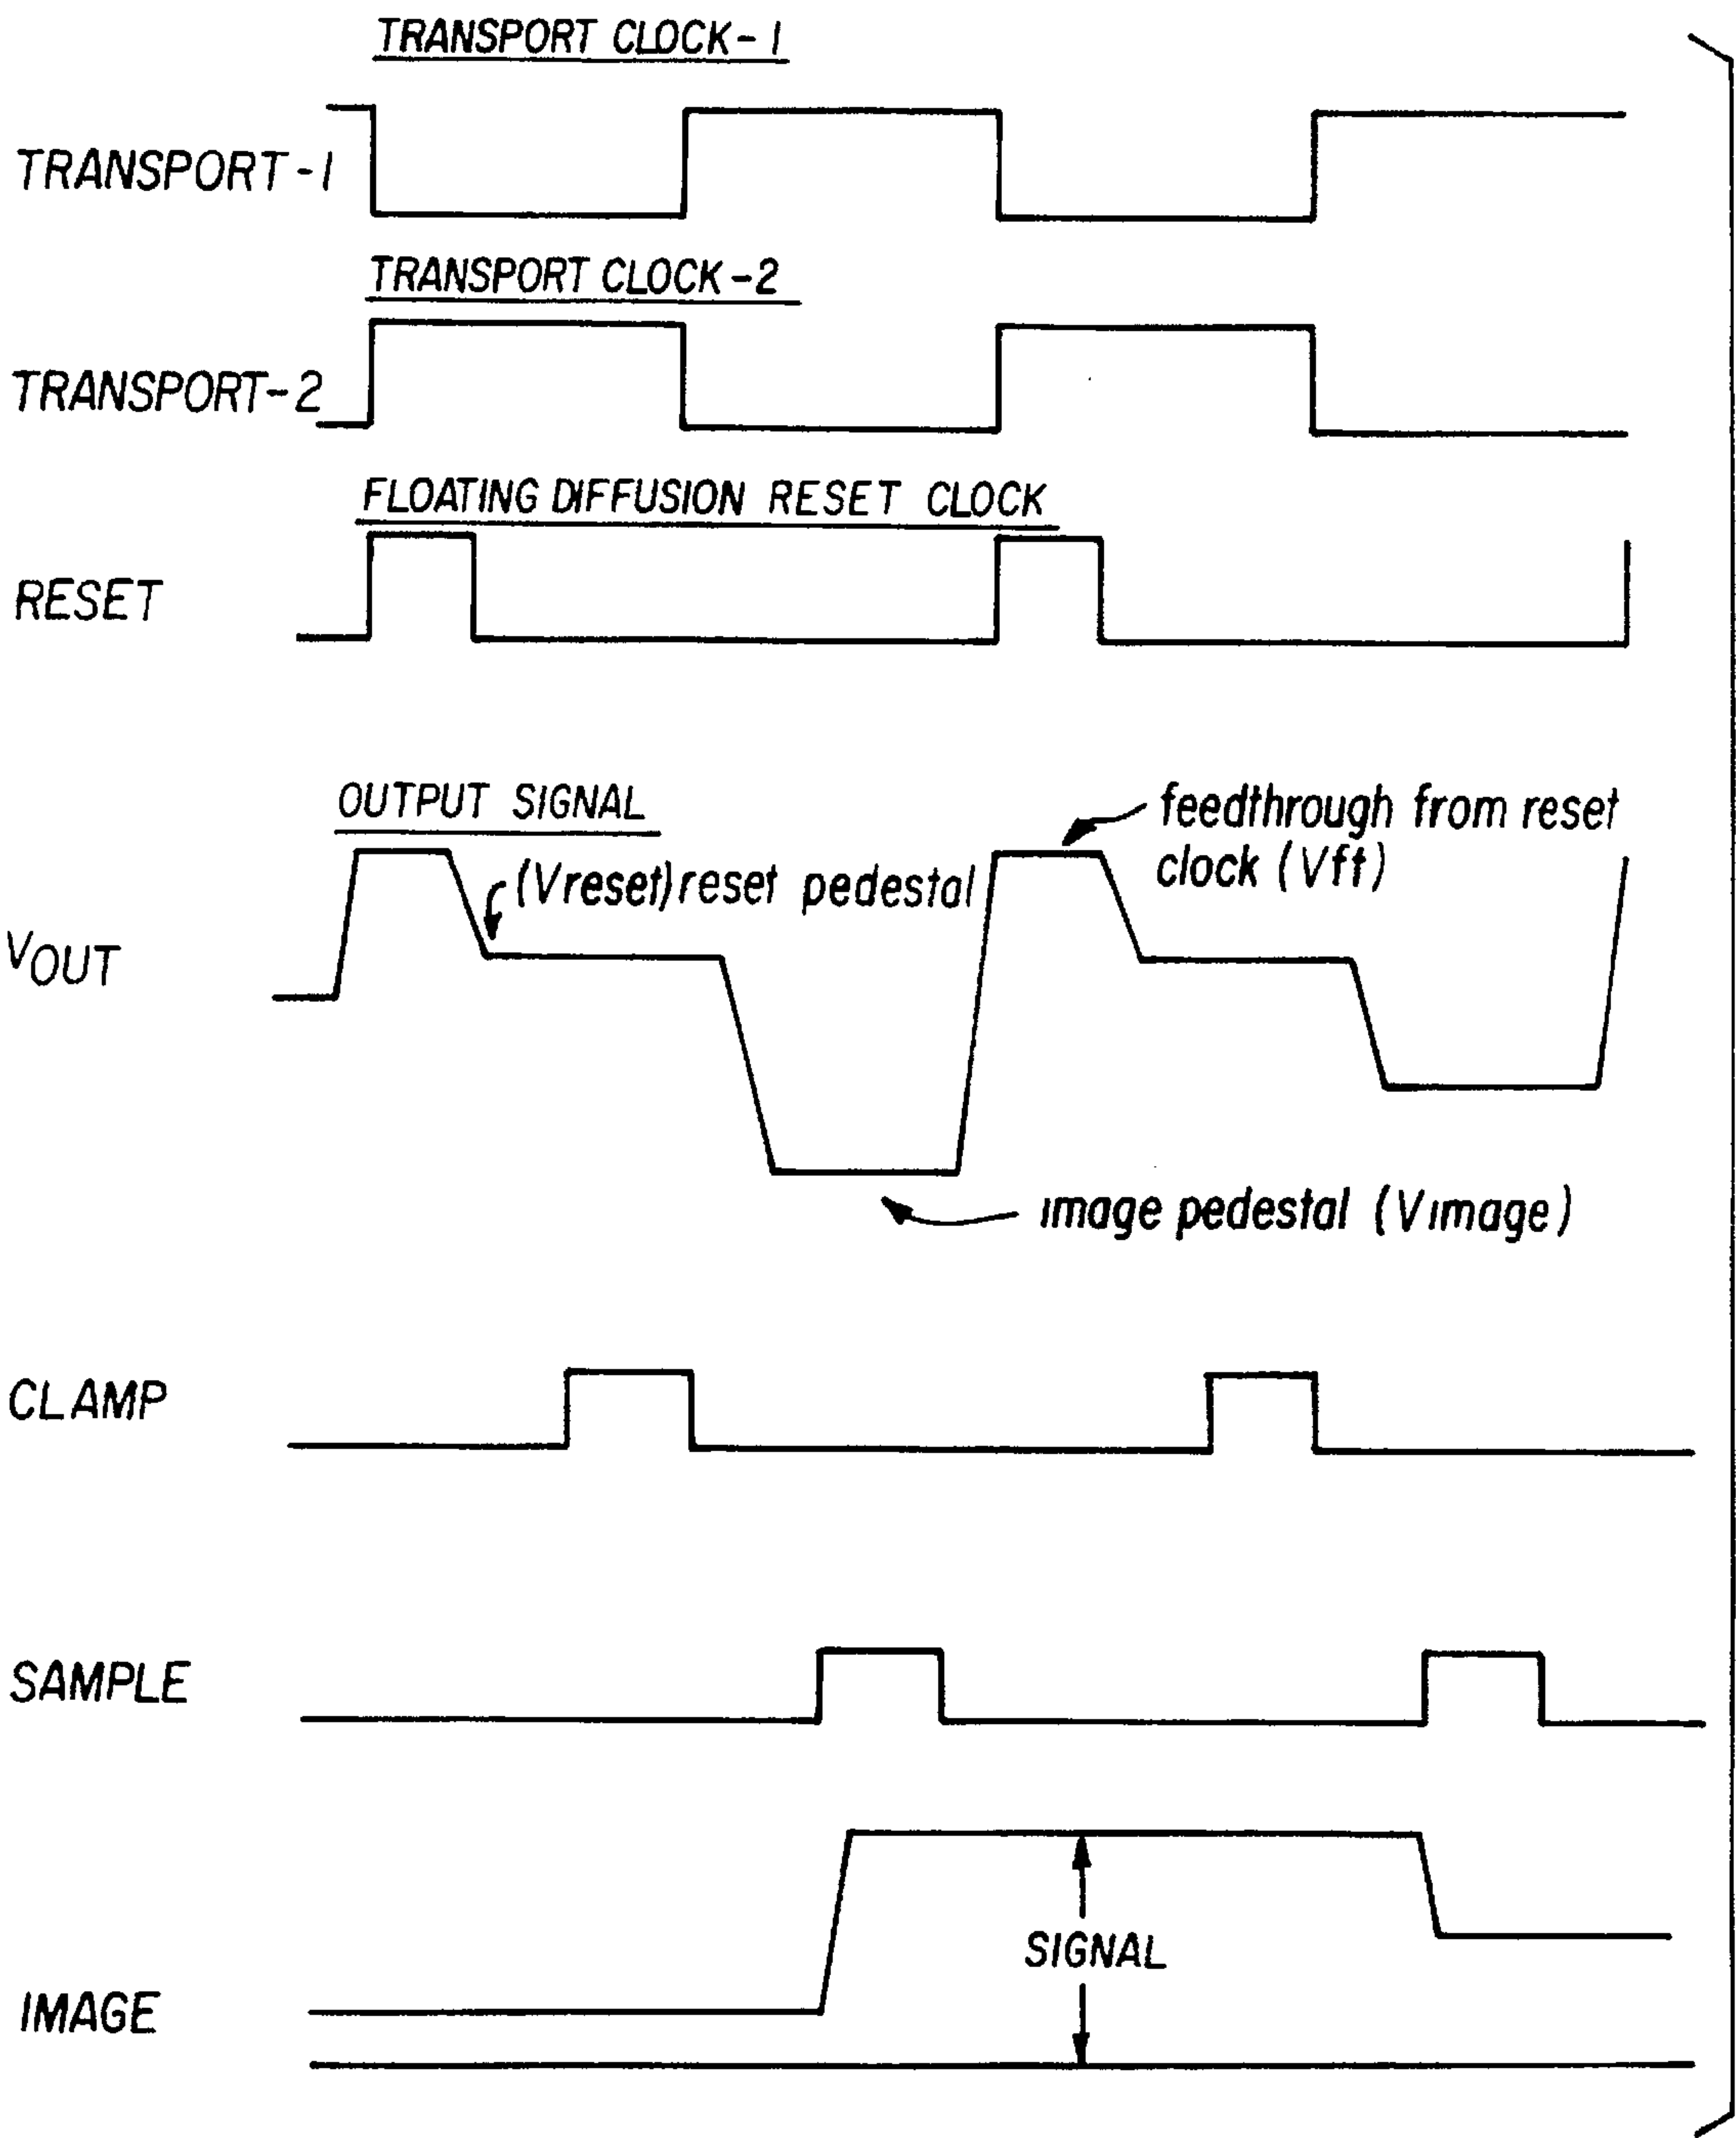 TRANSPORT CLOCK-1
TRANSPORT-1
TRANSPORT CLOCK-2
TRANSPORT-2
FLOATING DIFFUSION RESET CLOCK
RESET
OUTPUT SIGNAL
feedthrough from reset
clock (Vft)
(Vreset) reset pedestal
VOUT
image pedestal (Vimage)
CLAMP
SAMPLE
SIGNAL
IMAGE